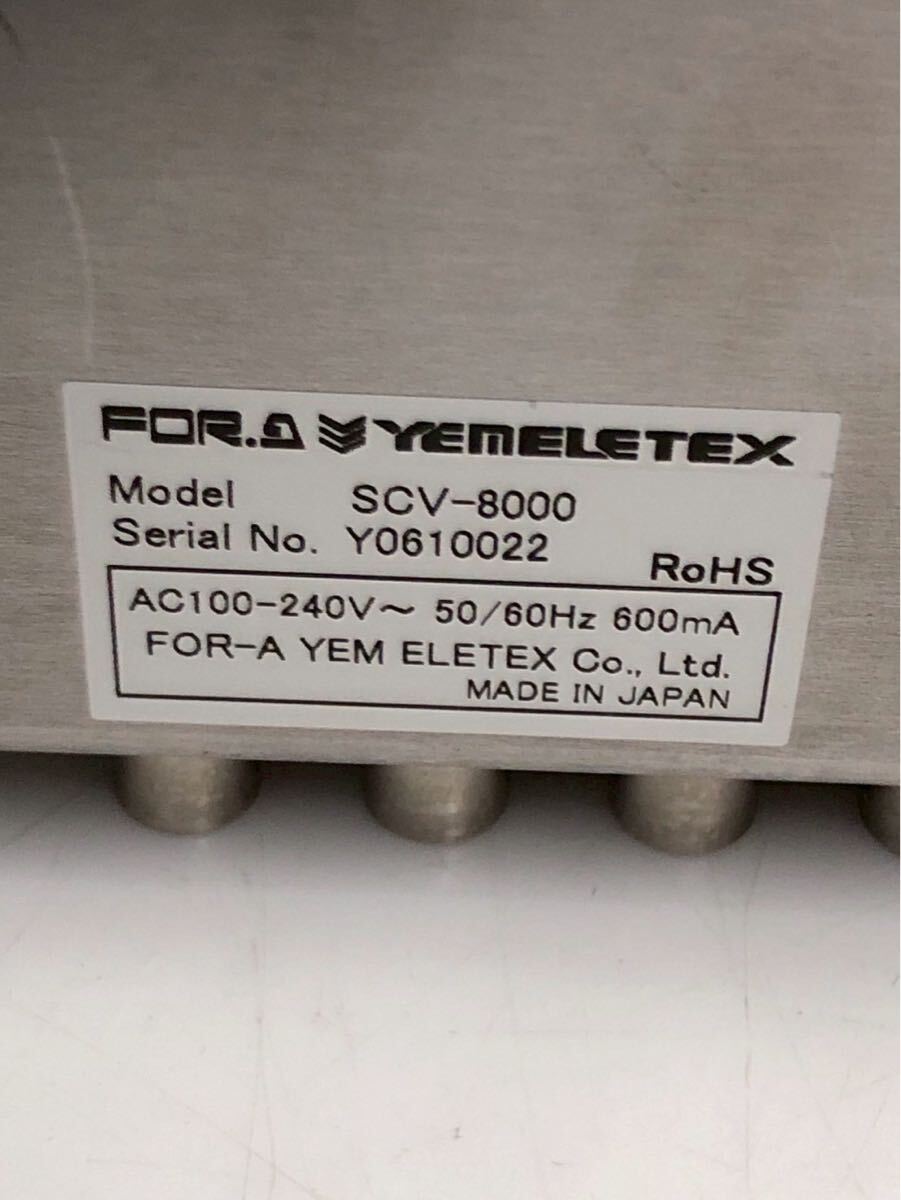 FOR.A YEMELETEX
Model SCV-8000
Serial No. Y0610022
RoHS
AC100-240V~ 50/60Hz 600mA
FOR-A YEM ELETEX Co., Ltd.
MADE IN JAPAN